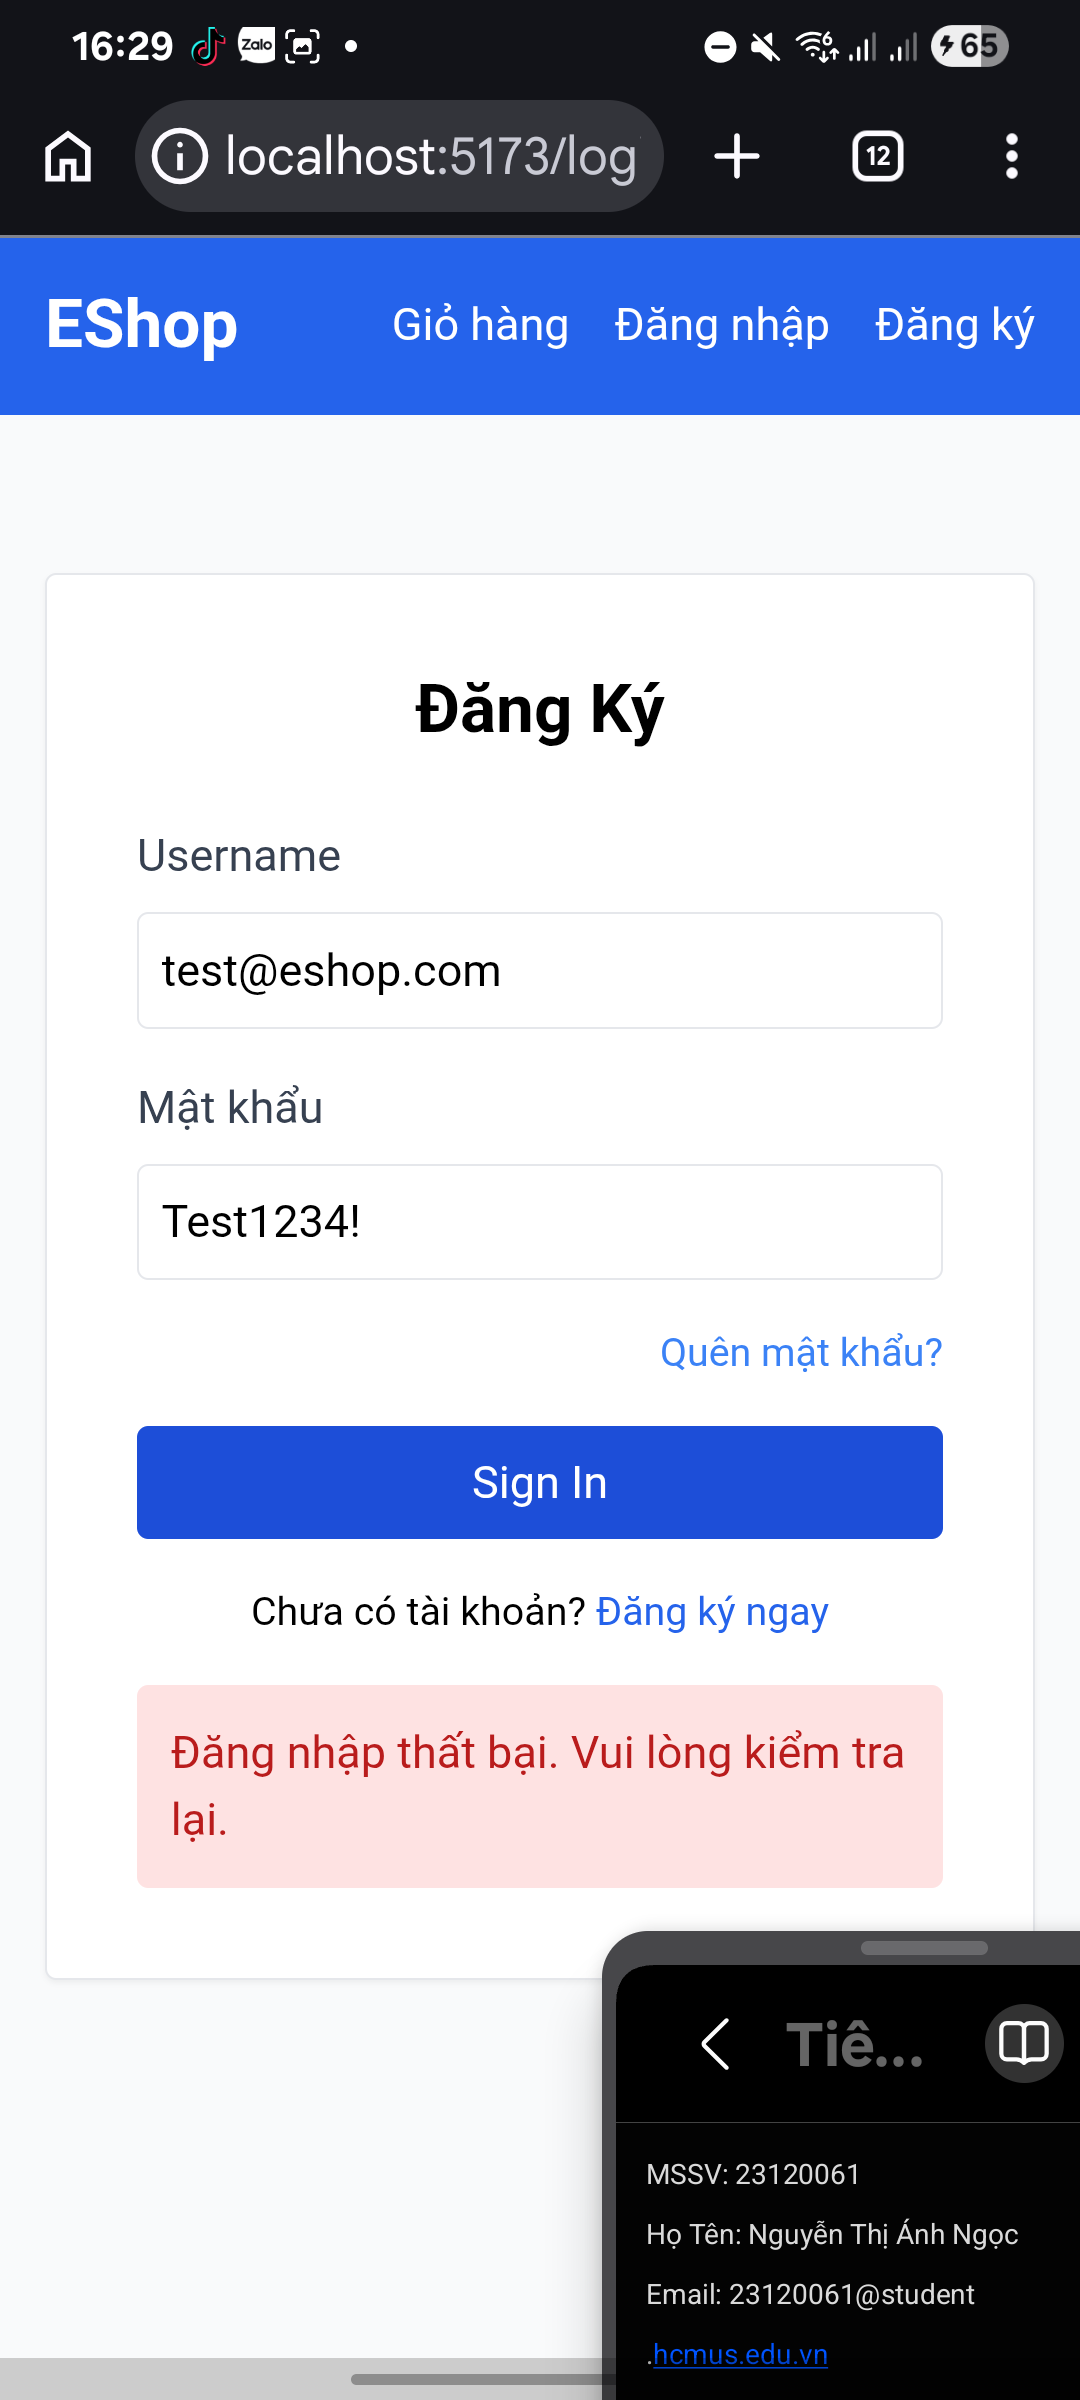 16:29 Zalo 6 65
localhost:5173/log
12
EShop Giỏ hàng Đăng nhập Đăng ký
Đăng Ký
Username
test@eshop.com
Mật khẩu
Test1234!
Quên mật khẩu?
Sign In
Chưa có tài khoản? Đăng ký ngay
Đăng nhập thất bại. Vui lòng kiểm tra
lại.
Tiê...
MSSV: 23120061
Họ Tên: Nguyễn Thị Ánh Ngọc
Email: 23120061@student
.hcmus.edu.vn